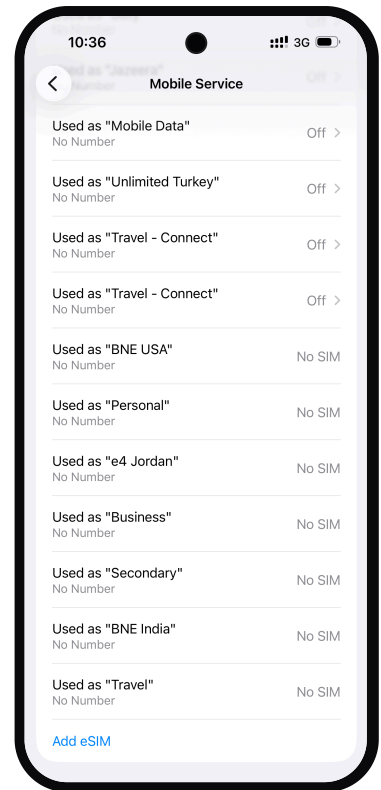 10:36
3G
Used as "Jazeera"
Off
Mobile Service
Used as "Mobile Data"
No Number
Off
Used as "Unlimited Turkey"
No Number
Off
Used as "Travel - Connect"
No Number
Off
Used as "Travel - Connect"
No Number
Off
Used as "BNE USA"
No Number
No SIM
Used as "Personal"
No Number
No SIM
Used as "e4 Jordan"
No Number
No SIM
Used as "Business"
No Number
No SIM
Used as "Secondary"
No Number
No SIM
Used as "BNE India"
No Number
No SIM
Used as "Travel"
No Number
No SIM
Add eSIM